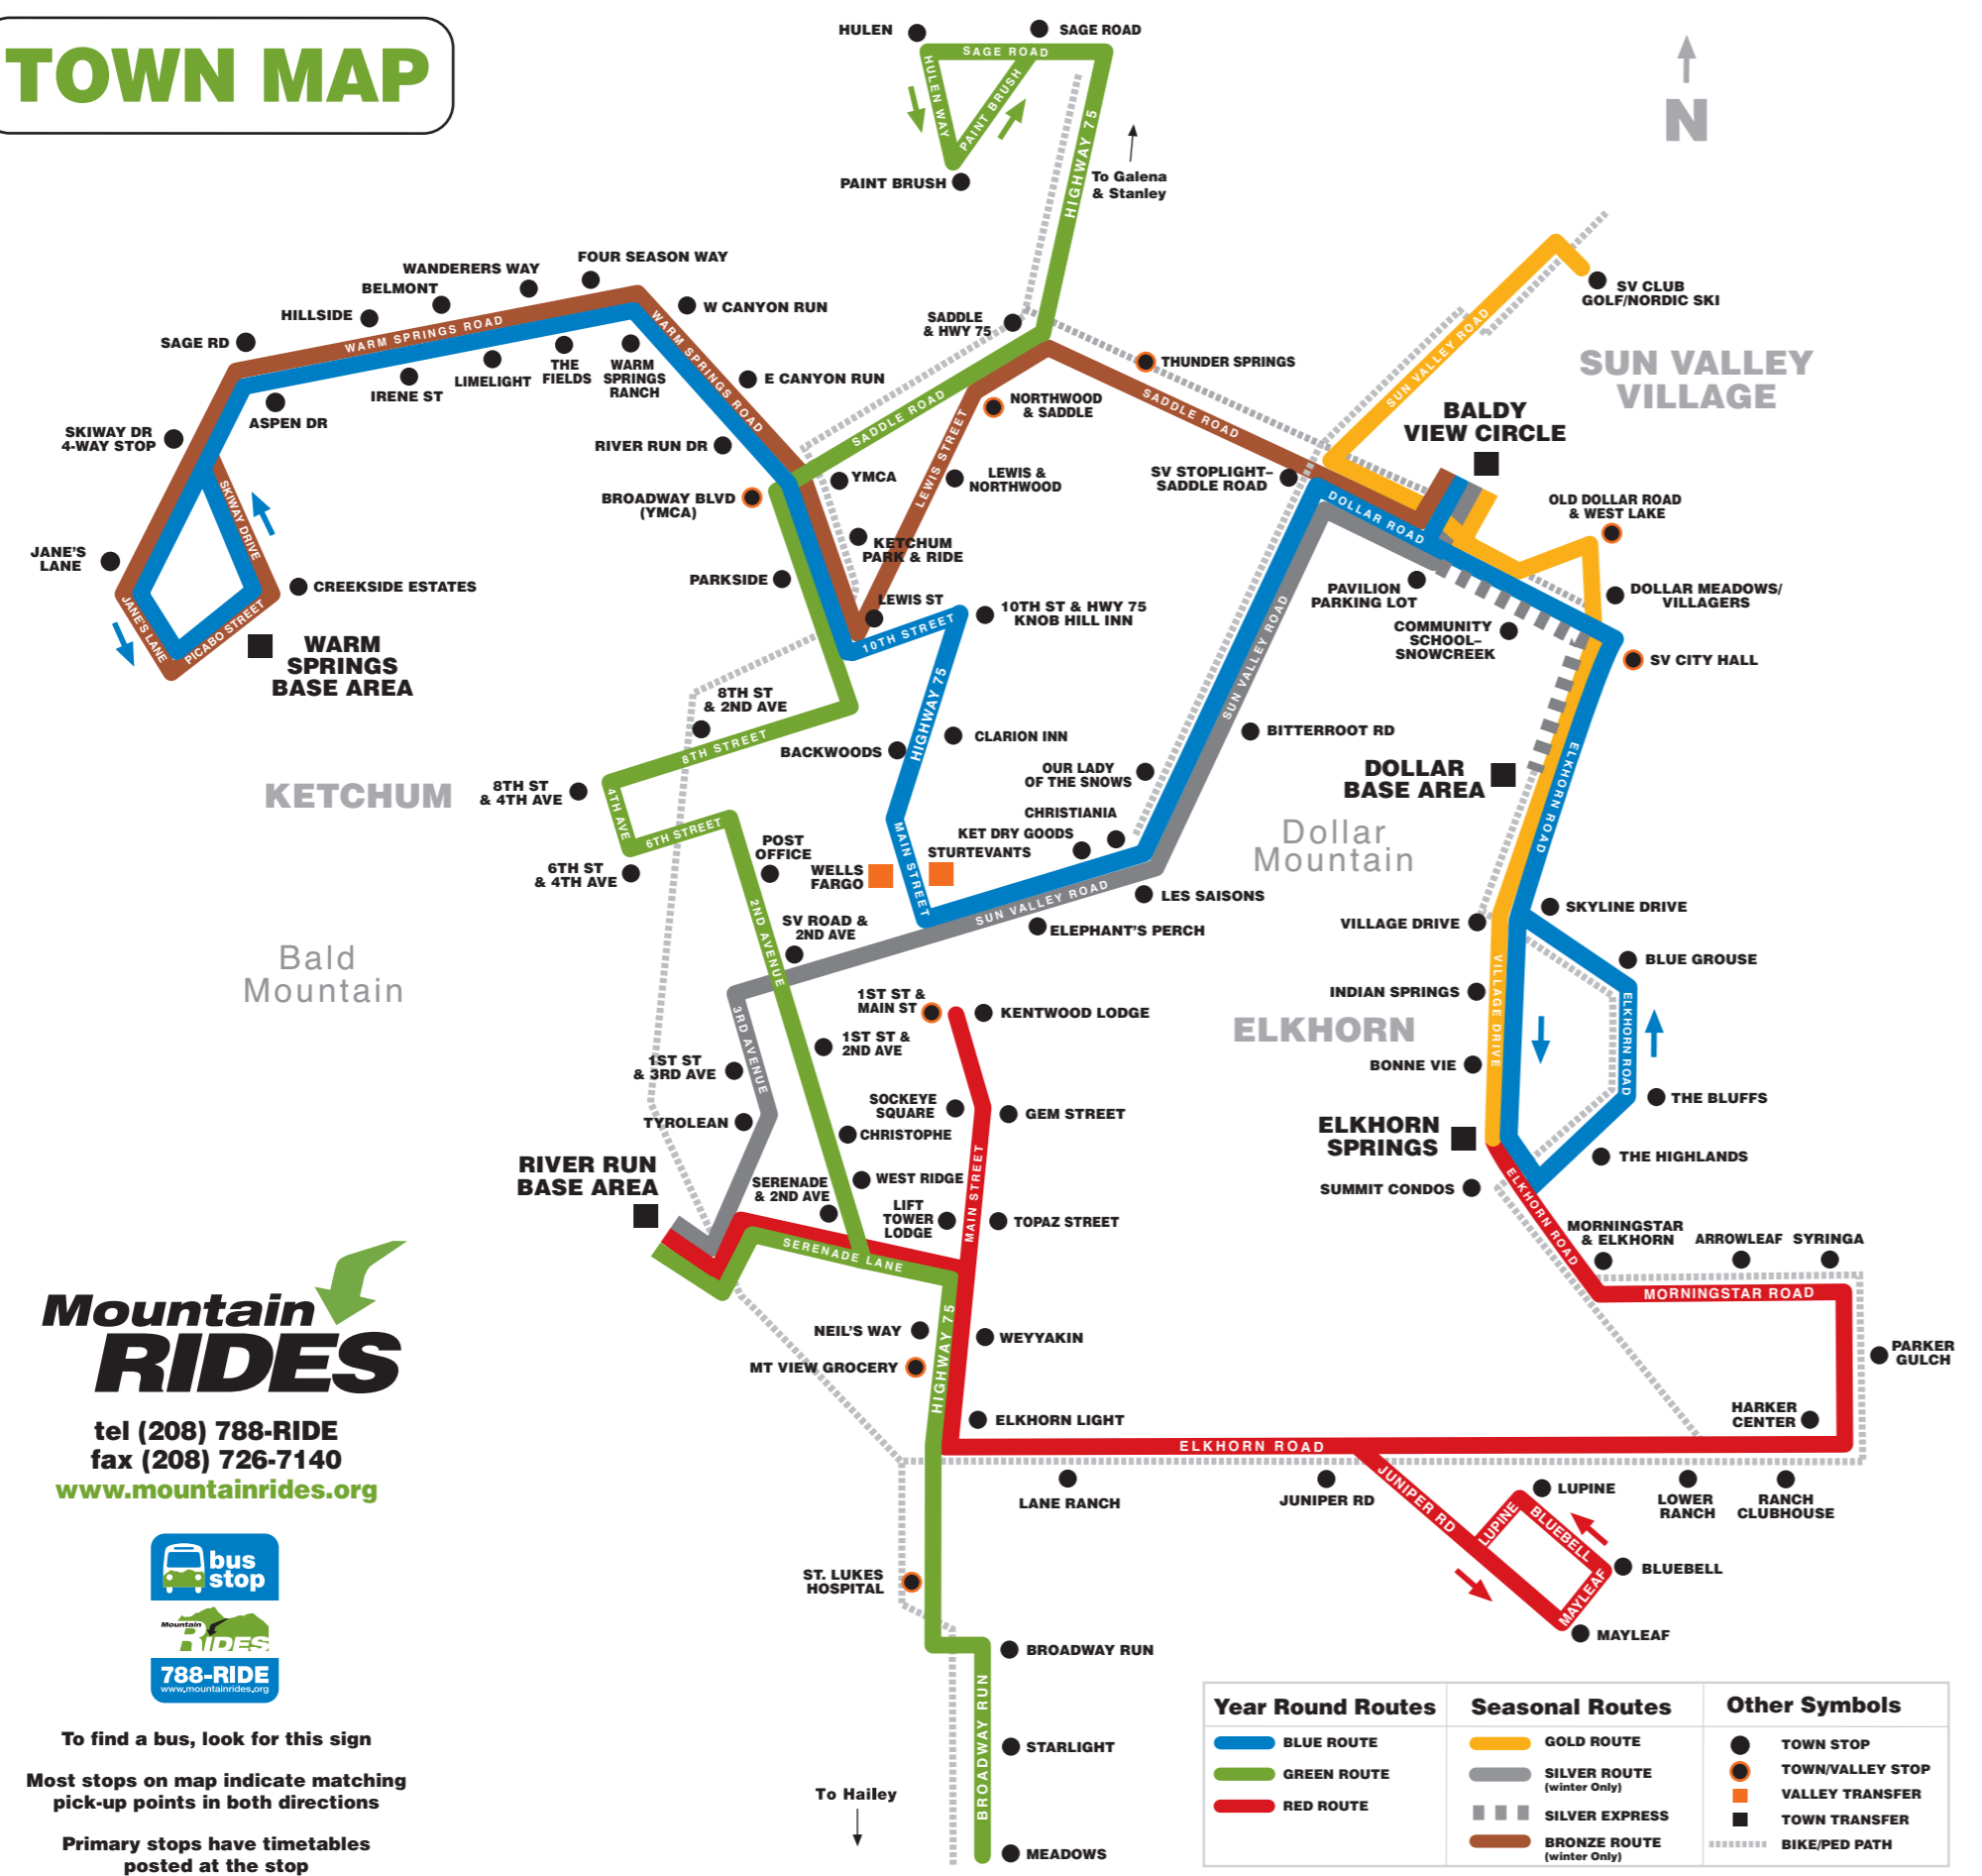 TOWN MAP
HULEN
SAGE ROAD
SAGE ROAD
HULEN WAY
PAINT BRUSH
PAINT BRUSH
HIGHWAY 75
To Galena
& Stanley
N
FOUR SEASON WAY
WANDERERS WAY
BELMONT
HILLSIDE
SAGE RD
W CANYON RUN
WARM SPRINGS ROAD
WARM SPRINGS ROAD
THE
FIELDS
WARM
SPRINGS
RANCH
LIMELIGHT
IRENE ST
ASPEN DR
E CANYON RUN
RIVER RUN DR
SKIWAY DR
4-WAY STOP
SKIWAY DRIVE
JANE'S
LANE
JANE'S LANE
PICABO STREET
CREEKSIDE ESTATES
WARM
SPRINGS
BASE AREA
BROADWAY BLVD
(YMCA)
YMCA
SADDLE
& HWY 75
SADDLE ROAD
THUNDER SPRINGS
NORTHWOOD
& SADDLE
SADDLE ROAD
LEWIS STREET
LEWIS &
NORTHWOOD
KETCHUM
PARK & RIDE
PARKSIDE
LEWIS ST
10TH STREET
10TH ST & HWY 75
KNOB HILL INN
SV CLUB
GOLF/NORDIC SKI
SUN VALLEY ROAD
SUN VALLEY
VILLAGE
BALDY
VIEW CIRCLE
SV STOPLIGHT–
SADDLE ROAD
DOLLAR ROAD
OLD DOLLAR ROAD
& WEST LAKE
PAVILION
PARKING LOT
DOLLAR MEADOWS/
VILLAGERS
COMMUNITY
SCHOOL–
SNOWCREEK
SV CITY HALL
SUN VALLEY ROAD
BITTERROOT RD
DOLLAR
BASE AREA
ELKHORN ROAD
Dollar
Mountain
8TH ST
& 2ND AVE
8TH STREET
KETCHUM
8TH ST
& 4TH AVE
4TH AVE
6TH STREET
6TH ST
& 4TH AVE
BACKWOODS
HIGHWAY 75
CLARION INN
OUR LADY
OF THE SNOWS
CHRISTIANIA
KET DRY GOODS
STURTEVANTS
MAIN STREET
POST
OFFICE
WELLS
FARGO
2ND AVENUE
SV ROAD &
2ND AVE
SUN VALLEY ROAD
LES SAISONS
ELEPHANT'S PERCH
Bald
Mountain
VILLAGE DRIVE
SKYLINE DRIVE
BLUE GROUSE
INDIAN SPRINGS
VILLAGE DRIVE
ELKHORN ROAD
ELKHORN
BONNE VIE
THE BLUFFS
ELKHORN
SPRINGS
THE HIGHLANDS
SUMMIT CONDOS
ELKHORN ROAD
3RD AVENUE
1ST ST &
MAIN ST
KENTWOOD LODGE
1ST ST &
2ND AVE
1ST ST
& 3RD AVE
TYROLEAN
SOCKEYE
SQUARE
GEM STREET
CHRISTOPHE
MAIN STREET
RIVER RUN
BASE AREA
SERENADE
& 2ND AVE
WEST RIDGE
LIFT
TOWER
LODGE
TOPAZ STREET
SERENADE LANE
MORNINGSTAR
& ELKHORN
ARROWLEAF
SYRINGA
MORNINGSTAR ROAD
PARKER
GULCH
HARKER
CENTER
NEIL'S WAY
WEYYAKIN
MT VIEW GROCERY
HIGHWAY 75
ELKHORN LIGHT
ELKHORN ROAD
LANE RANCH
JUNIPER RD
JUNIPER RD
LUPINE
LUPINE
BLUEBELL
BLUEBELL
MAYLEAF
MAYLEAF
LOWER
RANCH
RANCH
CLUBHOUSE
ST. LUKES
HOSPITAL
BROADWAY RUN
BROADWAY RUN
STARLIGHT
MEADOWS
To Hailey
Mountain
RIDES
tel (208) 788-RIDE
fax (208) 726-7140
www.mountainrides.org
bus
stop
Mountain
RIDES
788-RIDE
www.mountainrides.org
To find a bus, look for this sign
Most stops on map indicate matching
pick-up points in both directions
Primary stops have timetables
posted at the stop
Year Round Routes
BLUE ROUTE
GREEN ROUTE
RED ROUTE
Seasonal Routes
GOLD ROUTE
SILVER ROUTE
(winter Only)
SILVER EXPRESS
BRONZE ROUTE
(winter Only)
Other Symbols
TOWN STOP
TOWN/VALLEY STOP
VALLEY TRANSFER
TOWN TRANSFER
BIKE/PED PATH